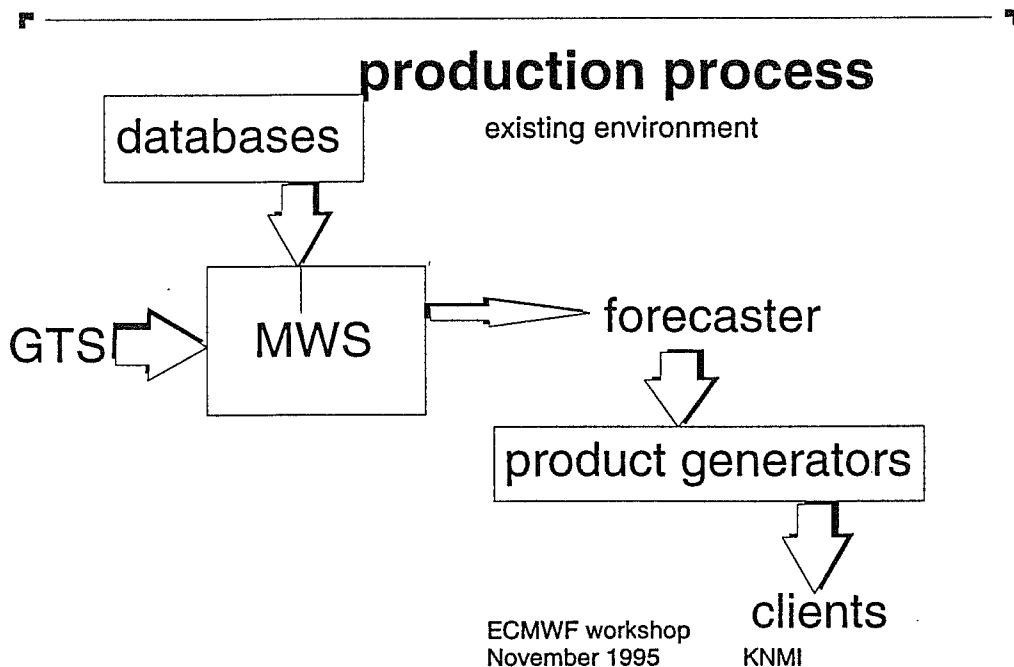 production process
existing environment
databases
GTS
MWS
forecaster
product generators
clients
ECMWF workshop
November 1995 KNMI